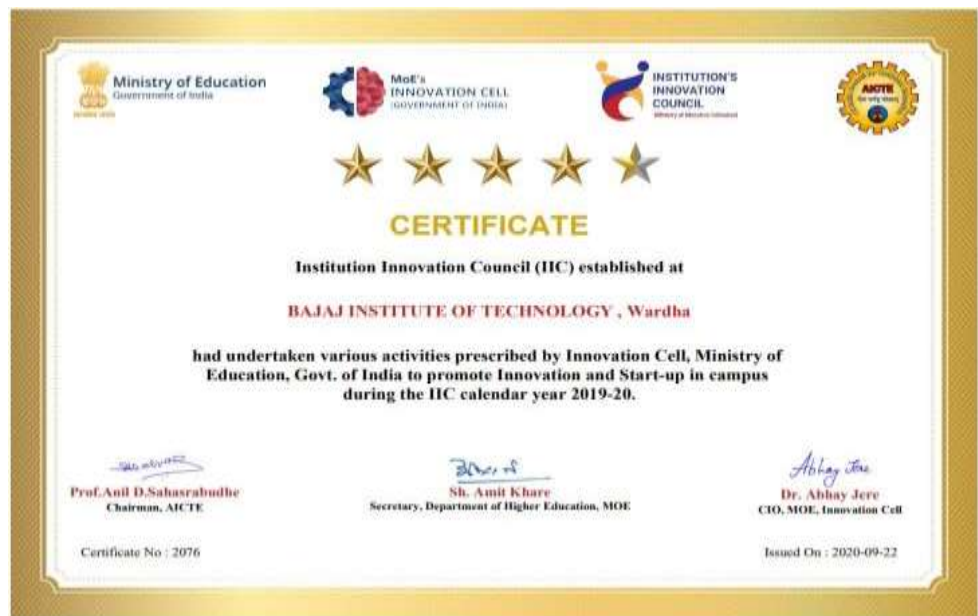 Ministry of Education
Government of India
MoE's
INNOVATION CELL
(GOVERNMENT OF INDIA)
INSTITUTION'S
INNOVATION
COUNCIL
AICTE
CERTIFICATE
Institution Innovation Council (IIC) established at
BAJAJ INSTITUTE OF TECHNOLOGY , Wardha
had undertaken various activities prescribed by Innovation Cell, Ministry of
Education, Govt. of India to promote Innovation and Start-up in campus
during the IIC calendar year 2019-20.
Abhay Jere
Prof.Anil D.Sahasrabudhe
Chairman, AICTE
Sh. Amit Khare
Secretary, Department of Higher Education, MOE
Dr. Abhay Jere
CIO, MOE, Innovation Cell
Certificate No : 2076
Issued On : 2020-09-22